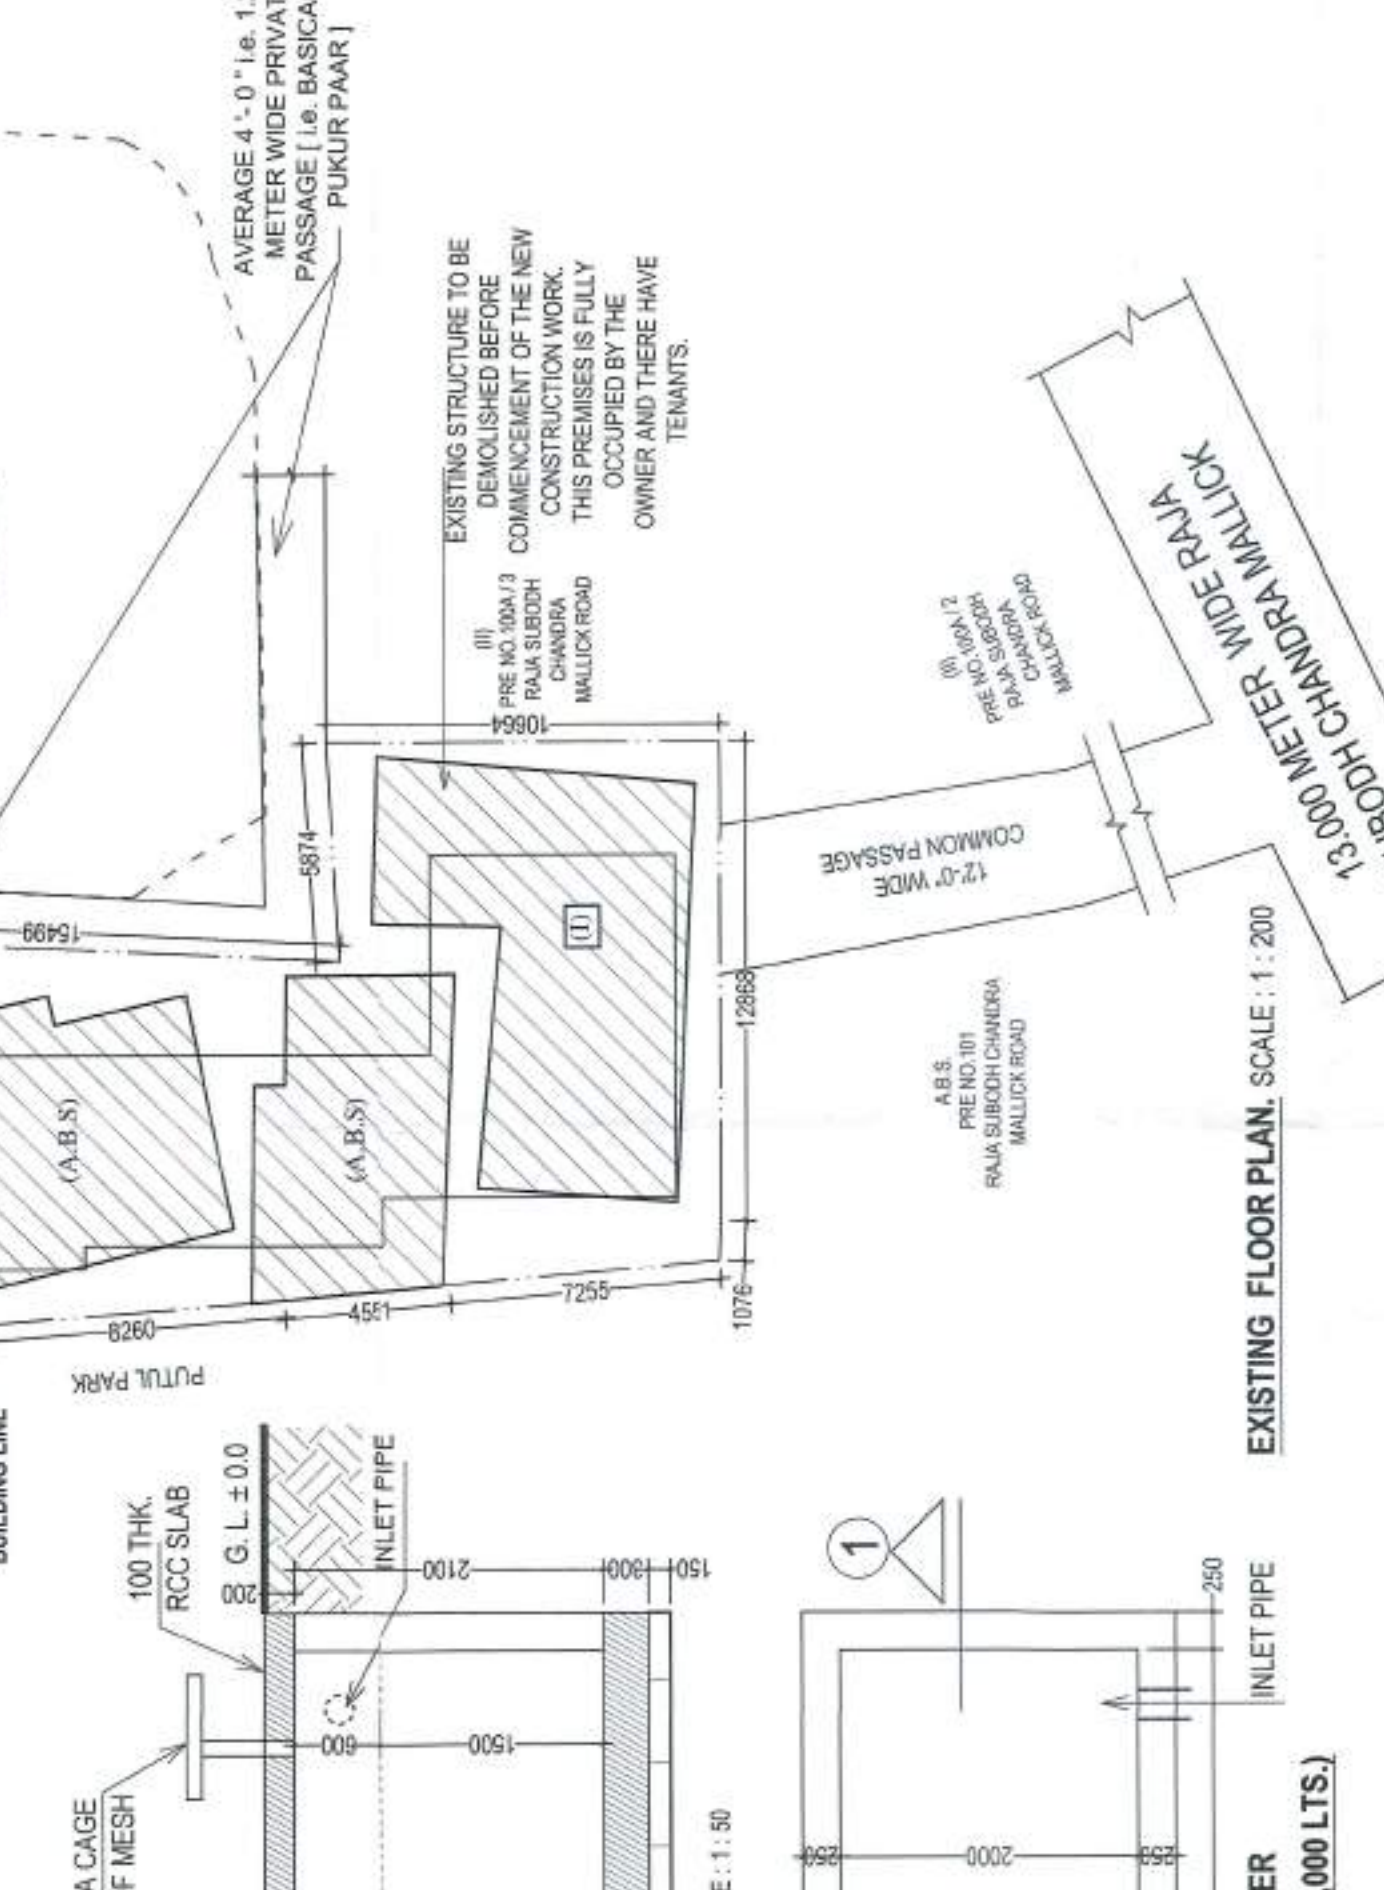 AVERAGE 4 '- 0 " i.e. 1.
METER WIDE PRIVAT
PASSAGE [ i.e. BASICA
PUKUR PAAR ]
EXISTING STRUCTURE TO BE
DEMOLISHED BEFORE
COMMENCEMENT OF THE NEW
CONSTRUCTION WORK.
THIS PREMISES IS FULLY
OCCUPIED BY THE
OWNER AND THERE HAVE
TENANTS.
(III)
PRE NO.100A / 3
RAJA SUBODH
CHANDRA
MALLICK ROAD
(II)
PRE NO.100A / 2
RAJA SUBODH
CHANDRA
MALLICK ROAD
13.000 METER WIDE RAJA
UBODH CHANDRA MALLICK
12'-0" WIDE
COMMON PASSAGE
A.B.S.
PRE NO.101
RAJA SUBODH CHANDRA
MALLICK ROAD
10664
5874
15499
12868
1076
7255
4551
8260
(I)
(A.B.S)
(A.B.S)
PUTUL PARK
EXISTING FLOOR PLAN. SCALE : 1 : 200
BUILDING LINE
100 THK.
RCC SLAB
G. L. ± 0.0
INLET PIPE
200
2100
300
150
600
1500
A CAGE
F MESH
E : 1 : 50
1
250
2000
250
250
INLET PIPE
ER
,000 LTS.)